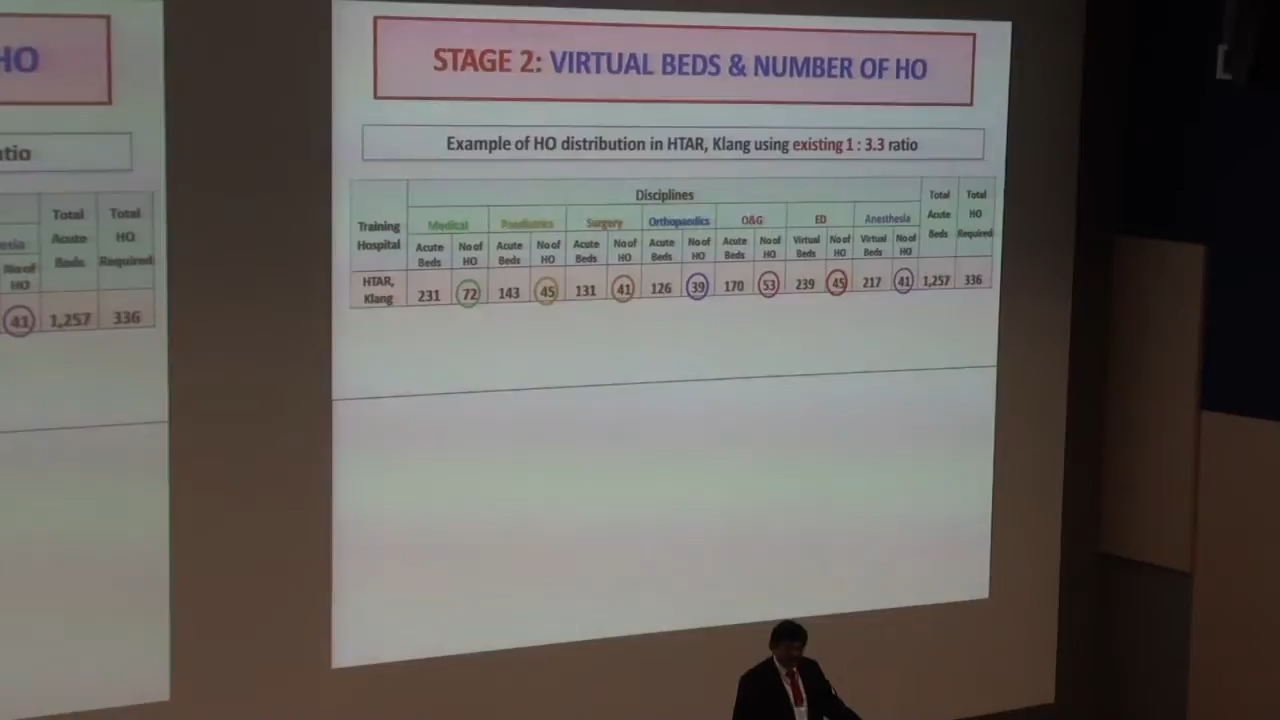 HO
atio
Total
Acute
Beds
Total
HO
Required
esia
No of
HO
41
1,257
336
STAGE 2: VIRTUAL BEDS & NUMBER OF HO
Example of HO distribution in HTAR, Klang using existing 1 : 3.3 ratio
Training
Hospital
Disciplines
Total
Acute
Beds
Total
HO
Required
Medical Paediatrics Surgery Orthopaedics O&G ED Anesthesia
Acute Beds No of HO Acute Beds No of HO Acute Beds No of HO Acute Beds No of HO Acute Beds No of HO Virtual Beds No of HO Virtual Beds No of HO
HTAR,
Klang
231 72 143 45 131 41 126 39 170 53 239 45 217 41 1,257 336